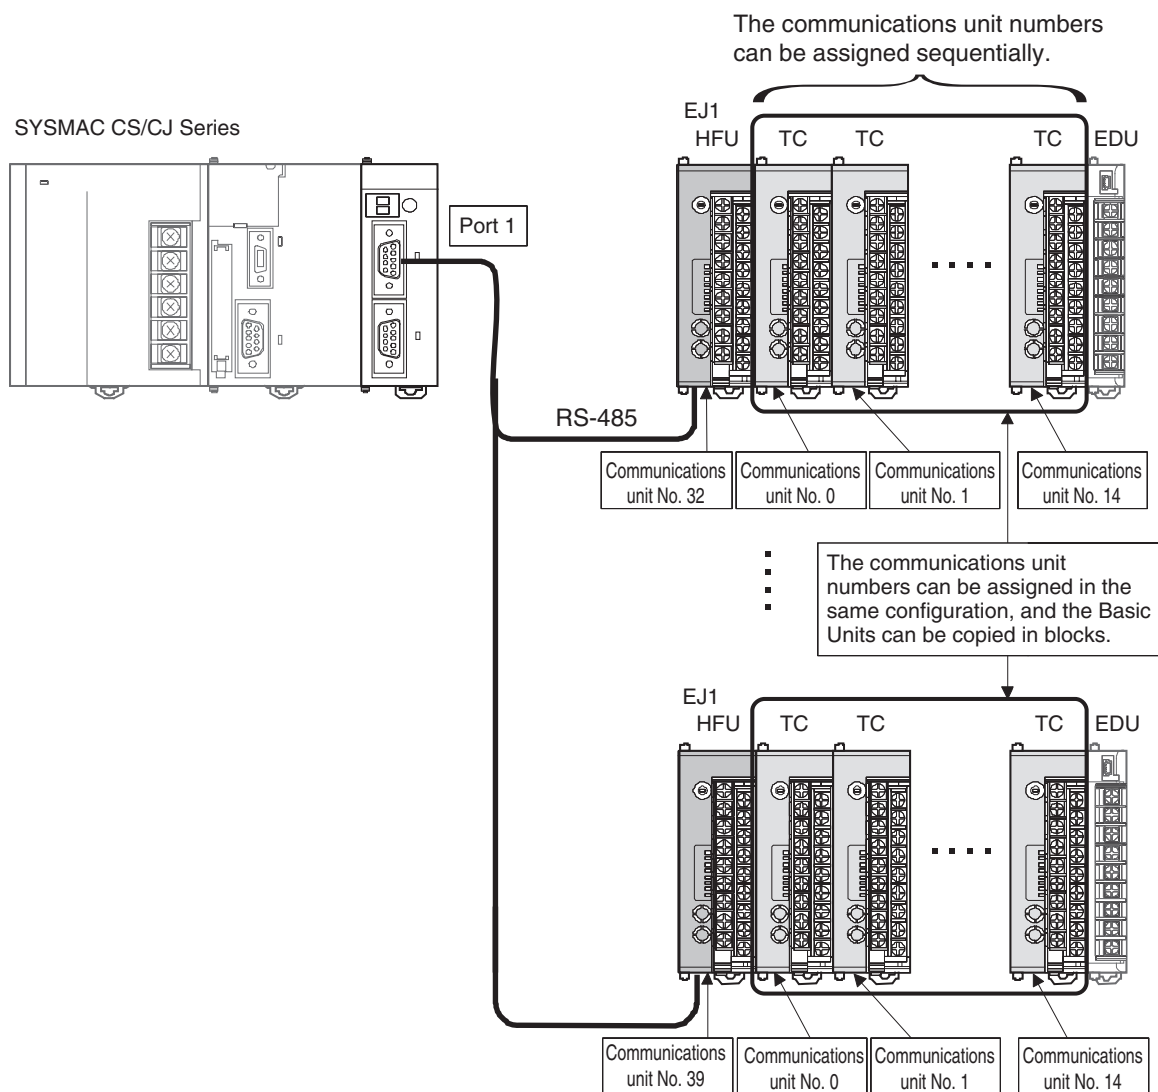 The communications unit numbers
can be assigned sequentially.
SYSMAC CS/CJ Series
EJ1
HFU TC TC TC EDU
Port 1
RS-485
Communications
unit No. 32
Communications
unit No. 0
Communications
unit No. 1
Communications
unit No. 14
The communications unit
numbers can be assigned in the
same configuration, and the Basic
Units can be copied in blocks.
EJ1
HFU TC TC TC EDU
Communications
unit No. 39
Communications
unit No. 0
Communications
unit No. 1
Communications
unit No. 14